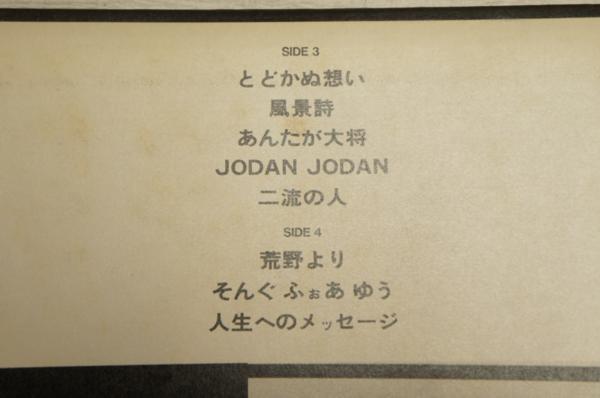 SIDE 3
とどかぬ想い
風景詩
あんたが大将
JODAN JODAN
二流の人
SIDE 4
荒野より
そんぐ ふぉあ ゆう
人生へのメッセージ